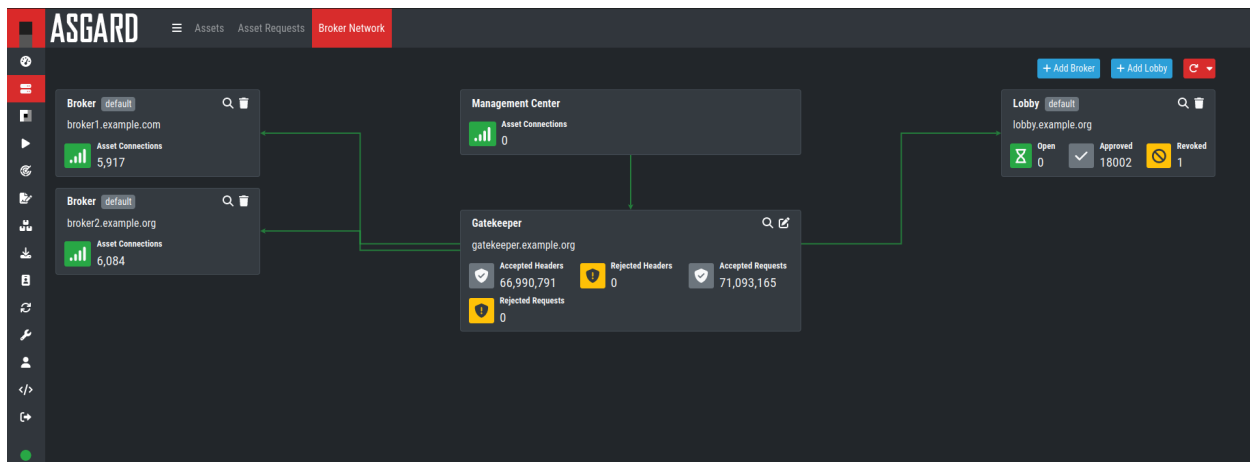 ASGARD
Assets Asset Requests Broker Network
+ Add Broker + Add Lobby
Broker default
broker1.example.com
Asset Connections
5,917
Broker default
broker2.example.org
Asset Connections
6,084
Management Center
Asset Connections
0
Gatekeeper
gatekeeper.example.org
Accepted Headers Rejected Headers Accepted Requests
66,990,791 0 71,093,165
Rejected Requests
0
Lobby default
lobby.example.org
Open Approved Revoked
0 18002 1